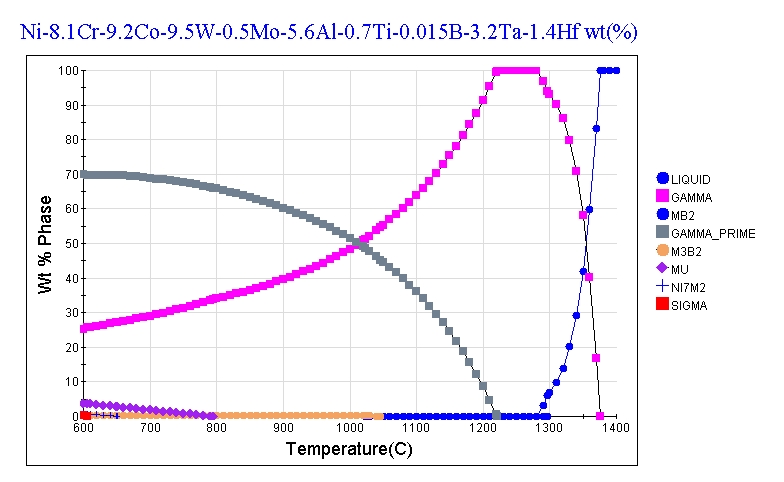 Ni-8.1Cr-9.2Co-9.5W-0.5Mo-5.6Al-0.7Ti-0.015B-3.2Ta-1.4Hf wt(%)
Wt % Phase
100
90
80
70
60
50
40
30
20
10
0
600 700 800 900 1000 1100 1200 1300 1400
Temperature(C)
LIQUID
GAMMA
MB2
GAMMA_PRIME
M3B2
MU
NI7M2
SIGMA